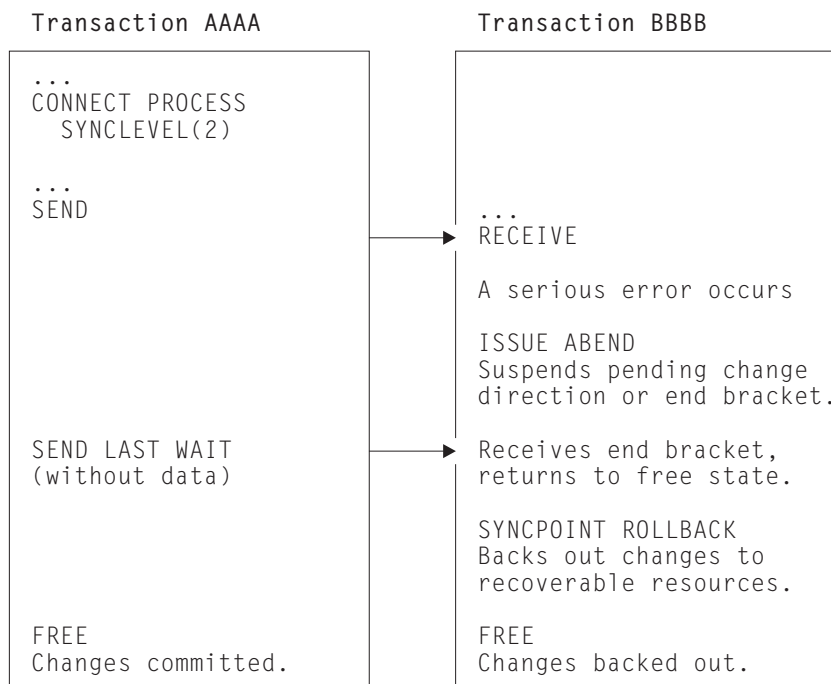 Transaction AAAA
Transaction BBBB
...
CONNECT PROCESS
SYNCLEVEL(2)
...
SEND
...
RECEIVE
A serious error occurs
ISSUE ABEND
Suspends pending change
direction or end bracket.
SEND LAST WAIT
(without data)
Receives end bracket,
returns to free state.
SYNCPOINT ROLLBACK
Backs out changes to
recoverable resources.
FREE
Changes committed.
FREE
Changes backed out.